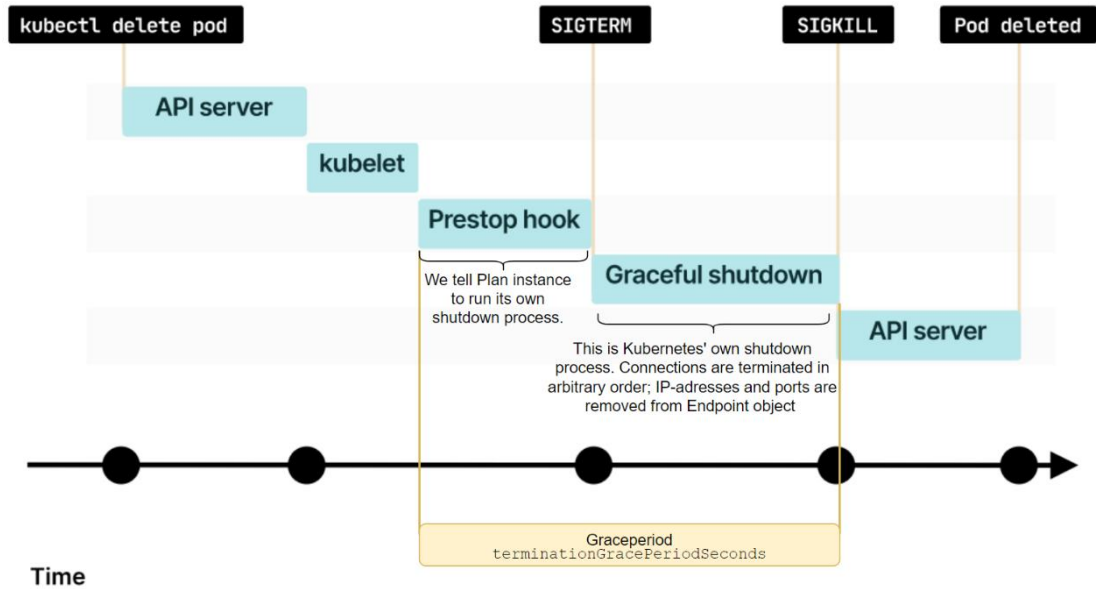 kubectl delete pod
SIGTERM
SIGKILL
Pod deleted
API server
kubelet
Prestop hook
We tell Plan instance
to run its own
shutdown process.
Graceful shutdown
This is Kubernetes' own shutdown
process. Connections are terminated in
arbitrary order; IP-adresses and ports are
removed from Endpoint object
API server
Graceperiod
terminationGracePeriodSeconds
Time